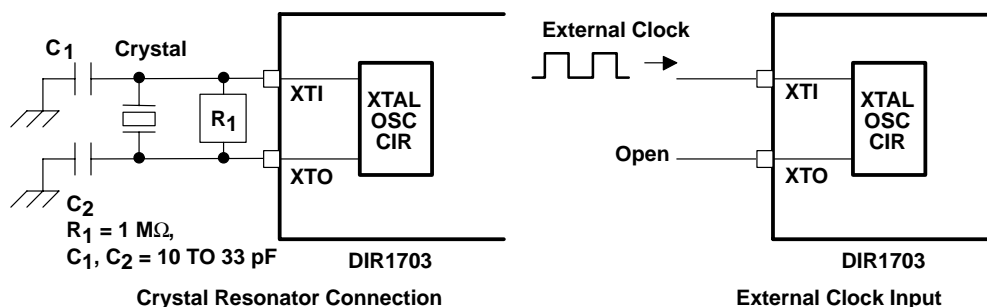 C1
Crystal
XTI
R1
XTAL
OSC
CIR
XTO
C2
R1 = 1 MΩ,
C1, C2 = 10 TO 33 pF
DIR1703
Crystal Resonator Connection
External Clock
XTI
XTAL
OSC
CIR
Open
XTO
DIR1703
External Clock Input